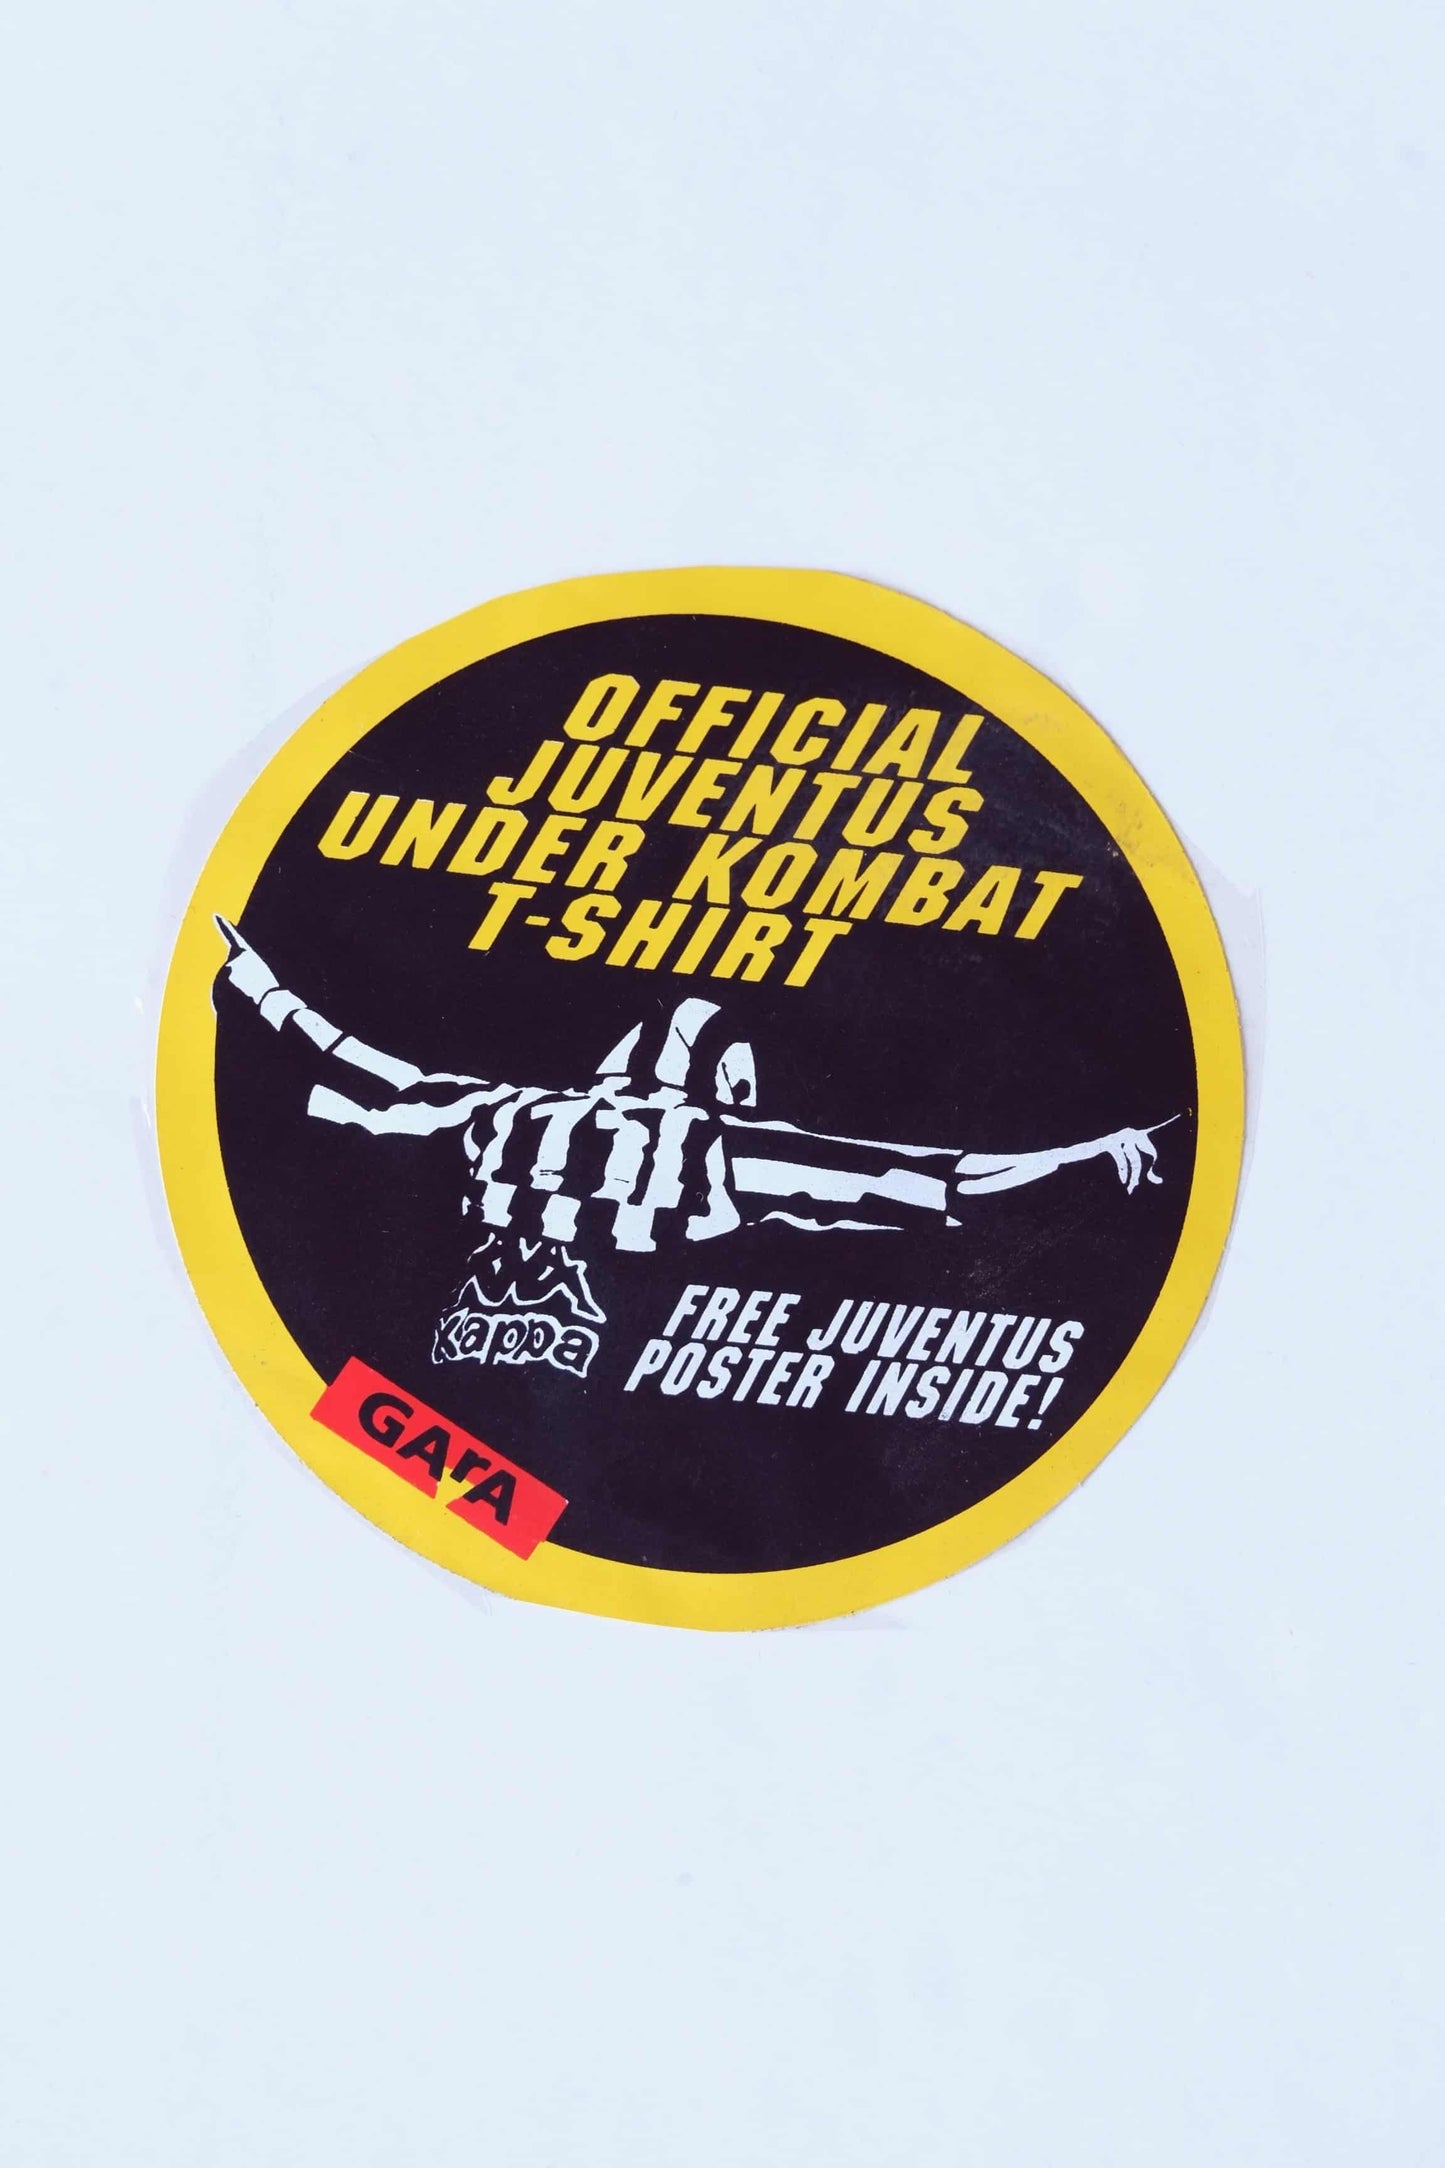 OFFICIAL
JUVENTUS
UNDER KOMBAT
T-SHIRT
Kappa
FREE JUVENTUS
POSTER INSIDE!
GArA